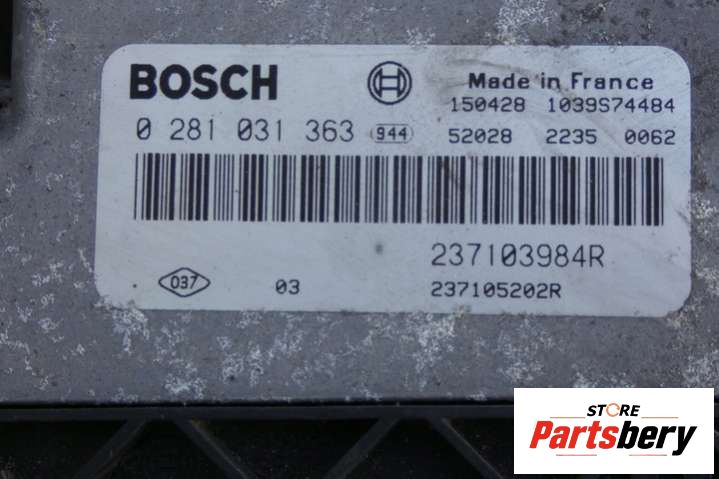 BOSCH
Made in France
150428 1039S74484
0 281 031 363 944 52028 2235 0062
237103984R
037 03 237105202R
STORE
Partsbery